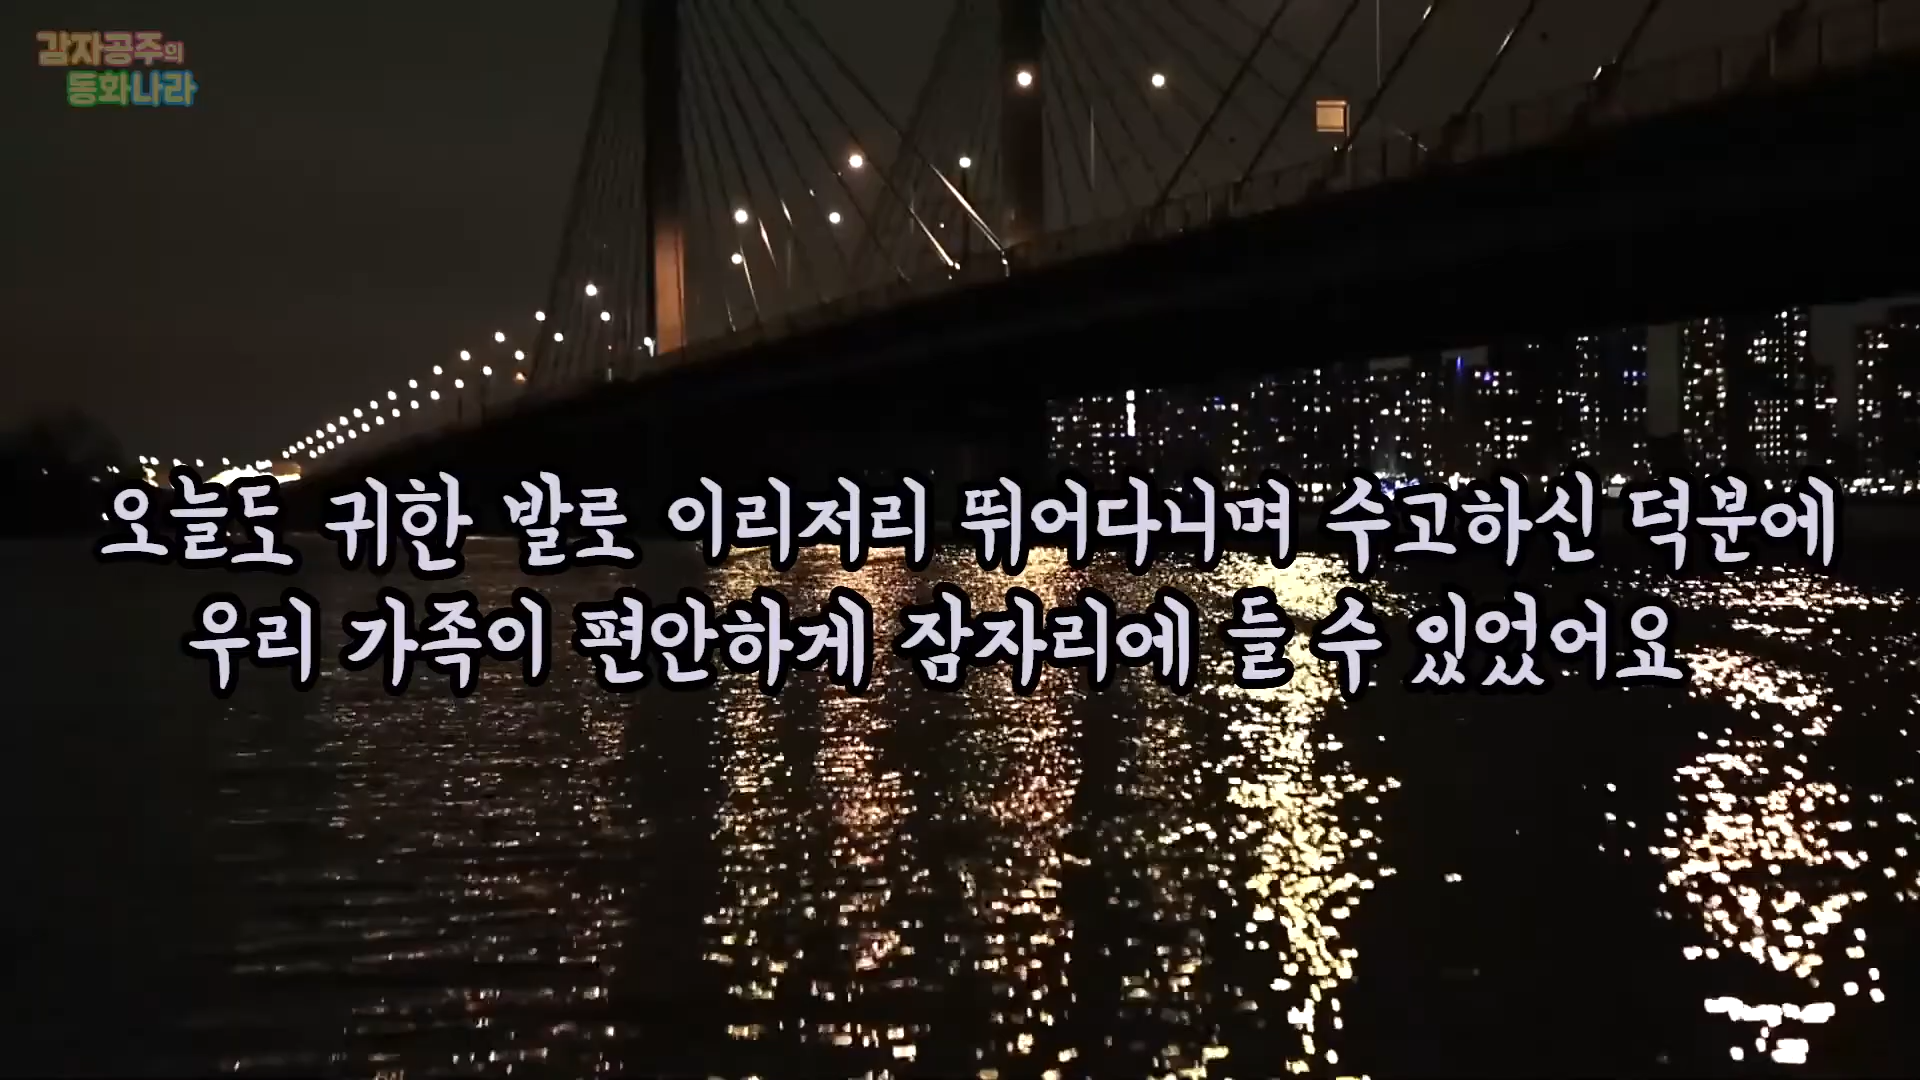 감자공주의
동화나라
오늘도 귀한 발로 이리저리 뛰어다니며 수고하신 덕분에
우리 가족이 편안하게 잠자리에 들 수 있었어요